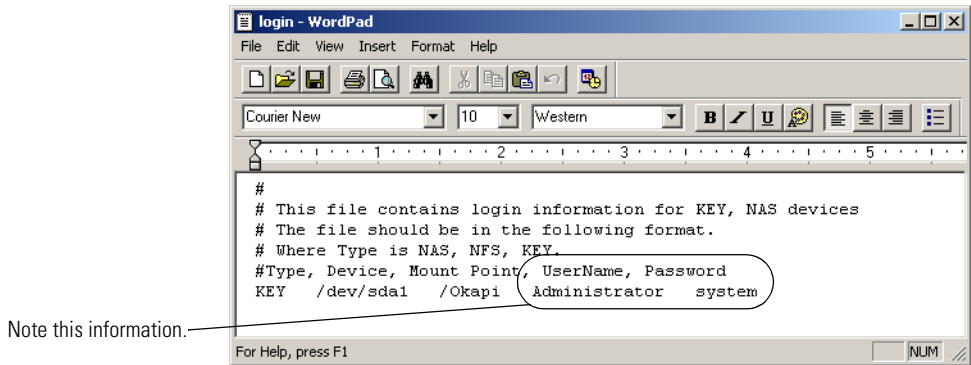 login - WordPad
File Edit View Insert Format Help
Courier New 10 Western B / U
1 2 3 4 5
#
# This file contains login information for KEY, NAS devices
# The file should be in the following format.
# Where Type is NAS, NFS, KEY.
#Type, Device, Mount Point, UserName, Password
KEY /dev/sda1 /Okapi Administrator system
Note this information.
For Help, press F1 NUM